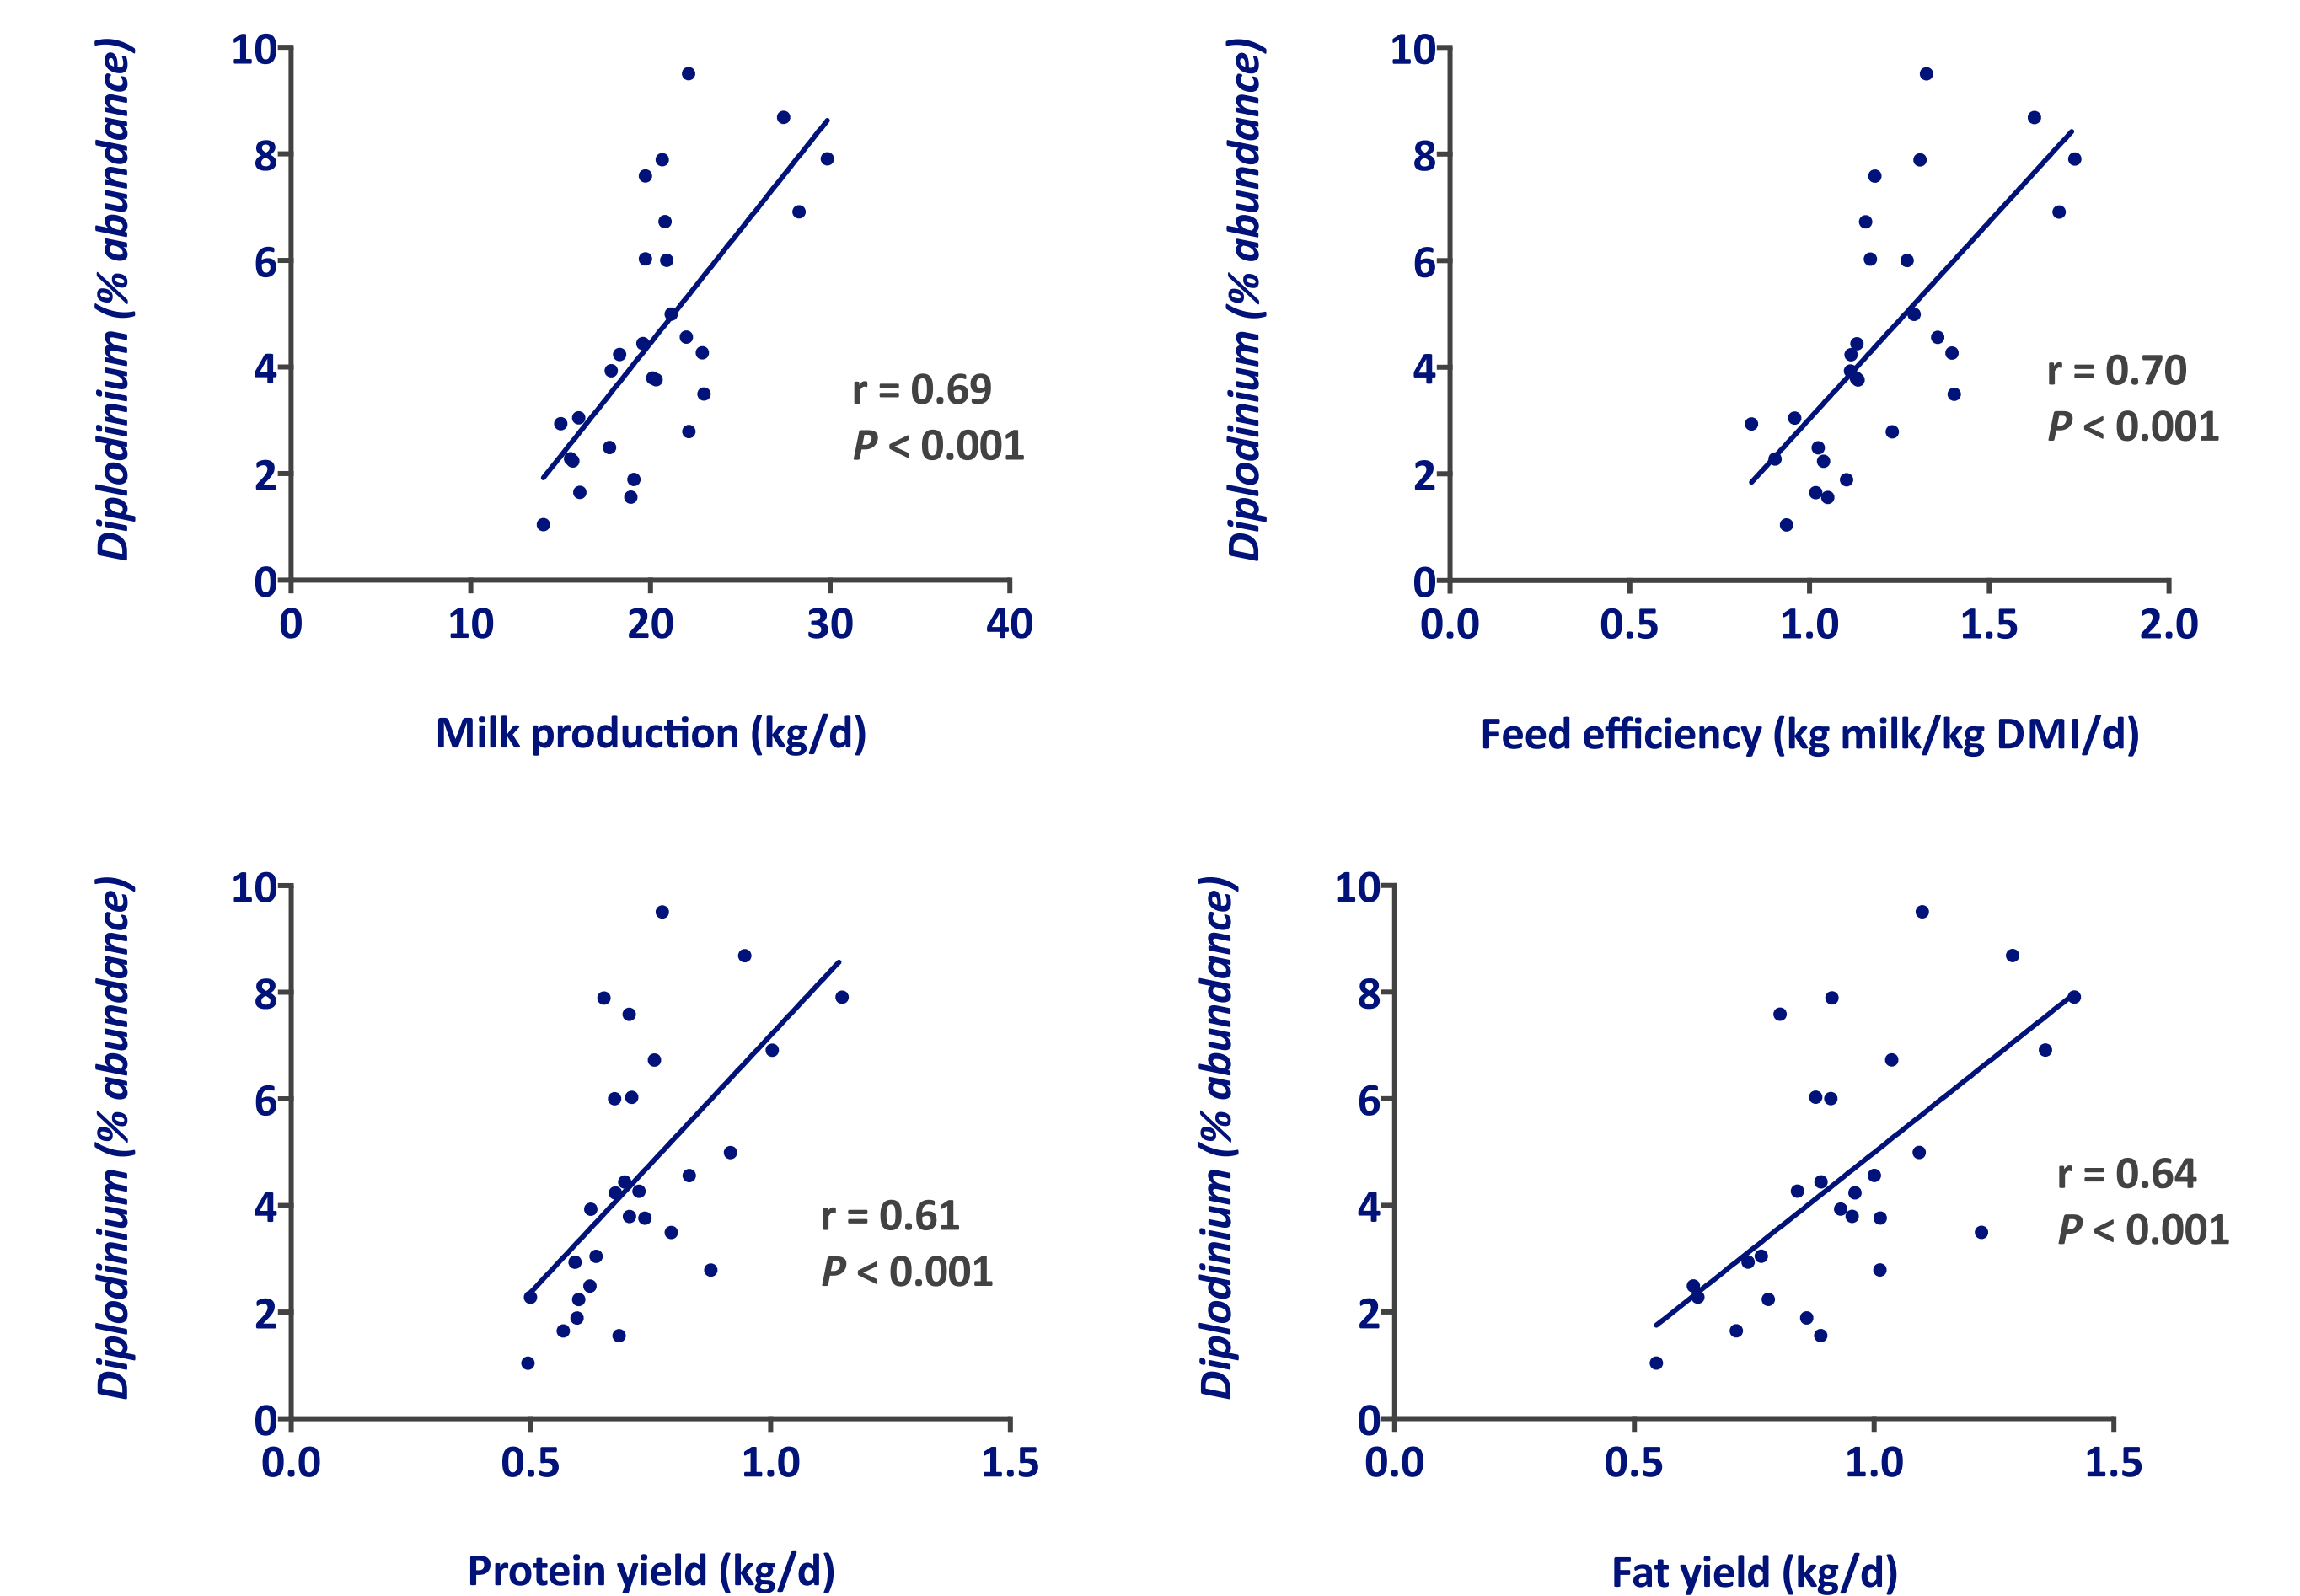 Diplodinium (% abundance)
10
8
6
4
2
0
0 10 20 30 40
Milk production (kg/d)
r = 0.69
P < 0.001
Diplodinium (% abundance)
10
8
6
4
2
0
0.0 0.5 1.0 1.5 2.0
Feed efficiency (kg milk/kg DMI/d)
r = 0.70
P < 0.001
Diplodinium (% abundance)
10
8
6
4
2
0
0.0 0.5 1.0 1.5
Protein yield (kg/d)
r = 0.61
P < 0.001
Diplodinium (% abundance)
10
8
6
4
2
0
0.0 0.5 1.0 1.5
Fat yield (kg/d)
r = 0.64
P < 0.001